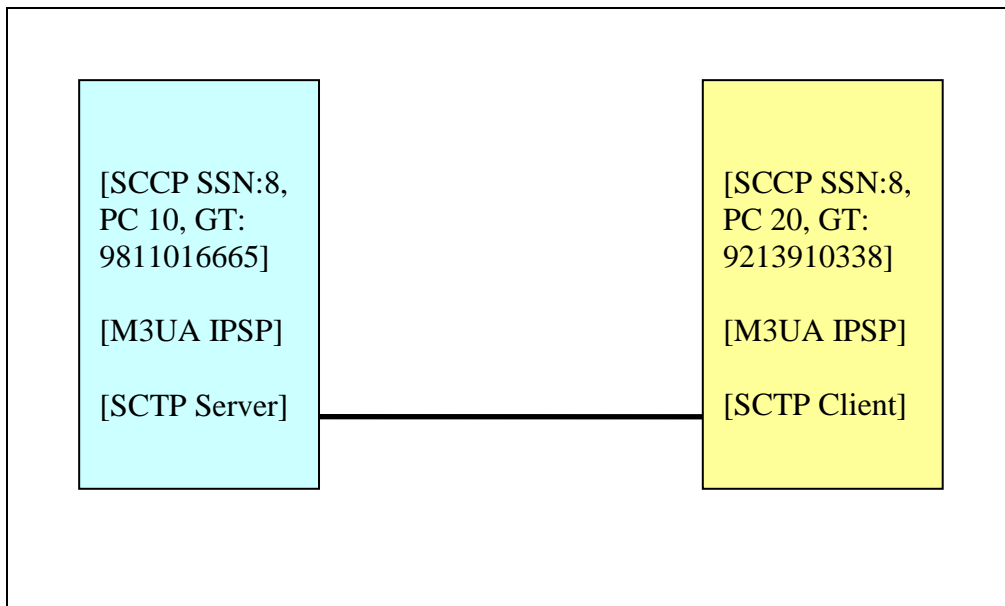 [SCCP SSN:8,
PC 10, GT:
9811016665]
[M3UA IPSP]
[SCTP Server]
[SCCP SSN:8,
PC 20, GT:
9213910338]
[M3UA IPSP]
[SCTP Client]